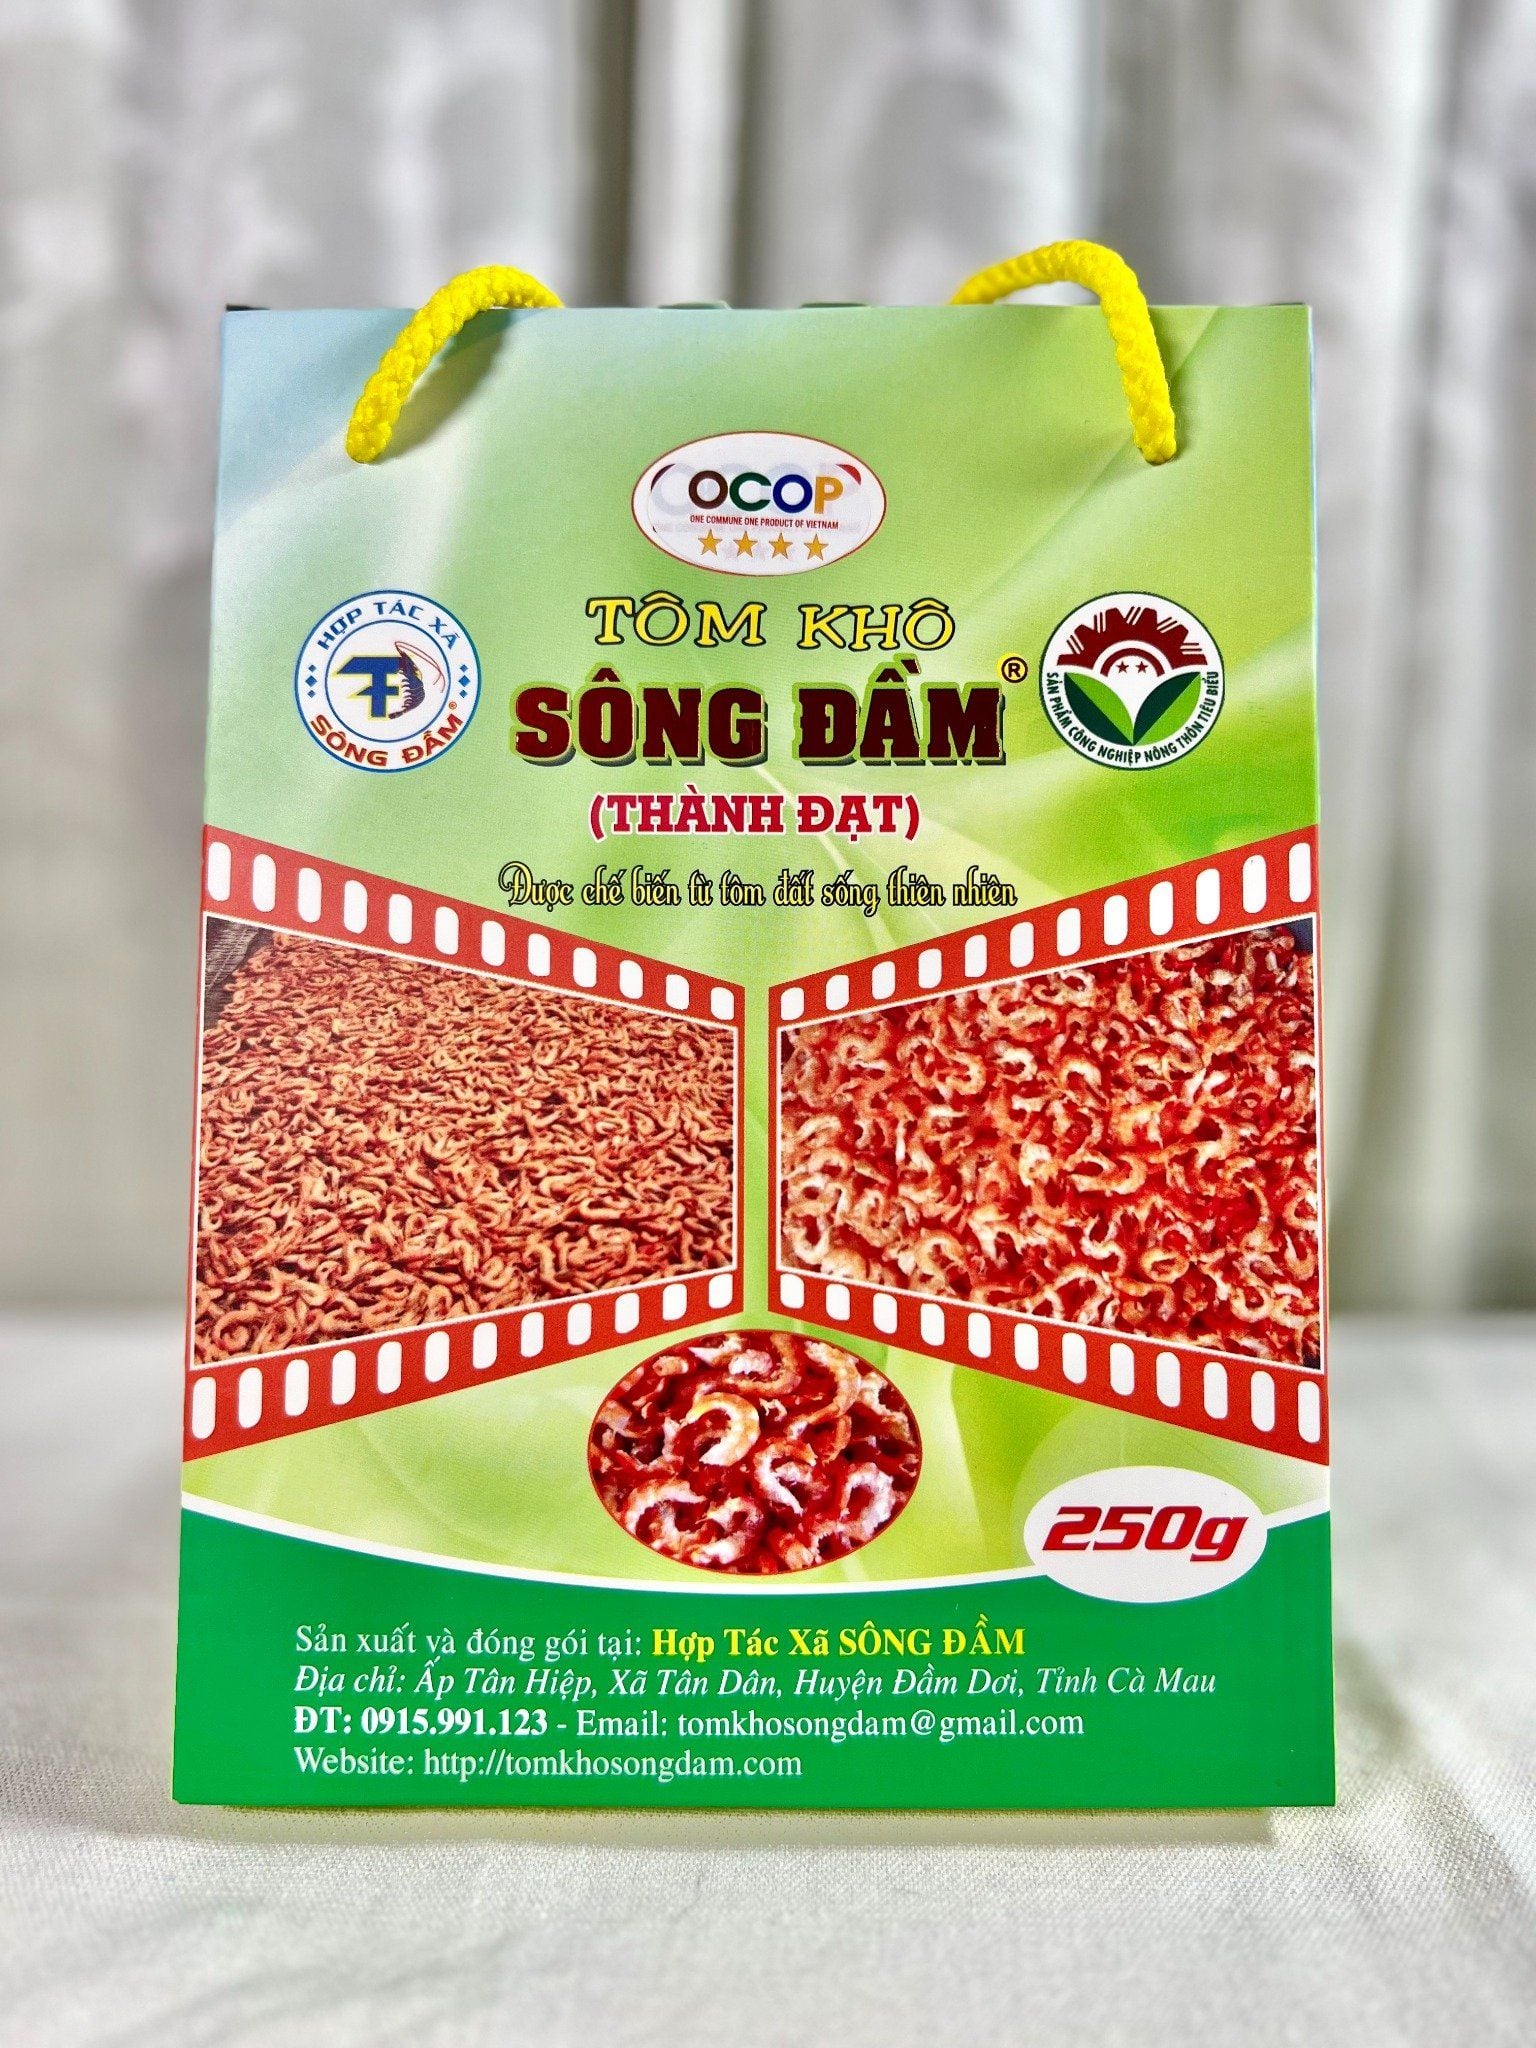 OCOP
ONE COMMUNE ONE PRODUCT OF VIETNAM
TÔM KHÔ
HỢP TÁC XÃ
SÔNG ĐẦM®
SÔNG ĐẦM®
SẢN PHẨM CÔNG NGHIỆP NÔNG THÔN TIÊU BIỂU
(THÀNH ĐẠT)
Được chế biến từ tôm đất sống thiên nhiên
250g
Sản xuất và đóng gói tại: Hợp Tác Xã SÔNG ĐẦM
Địa chỉ: Ấp Tân Hiệp, Xã Tân Dân, Huyện Đầm Dơi, Tỉnh Cà Mau
ĐT: 0915.991.123 - Email: tomkhosongdam@gmail.com
Website: http://tomkhosongdam.com